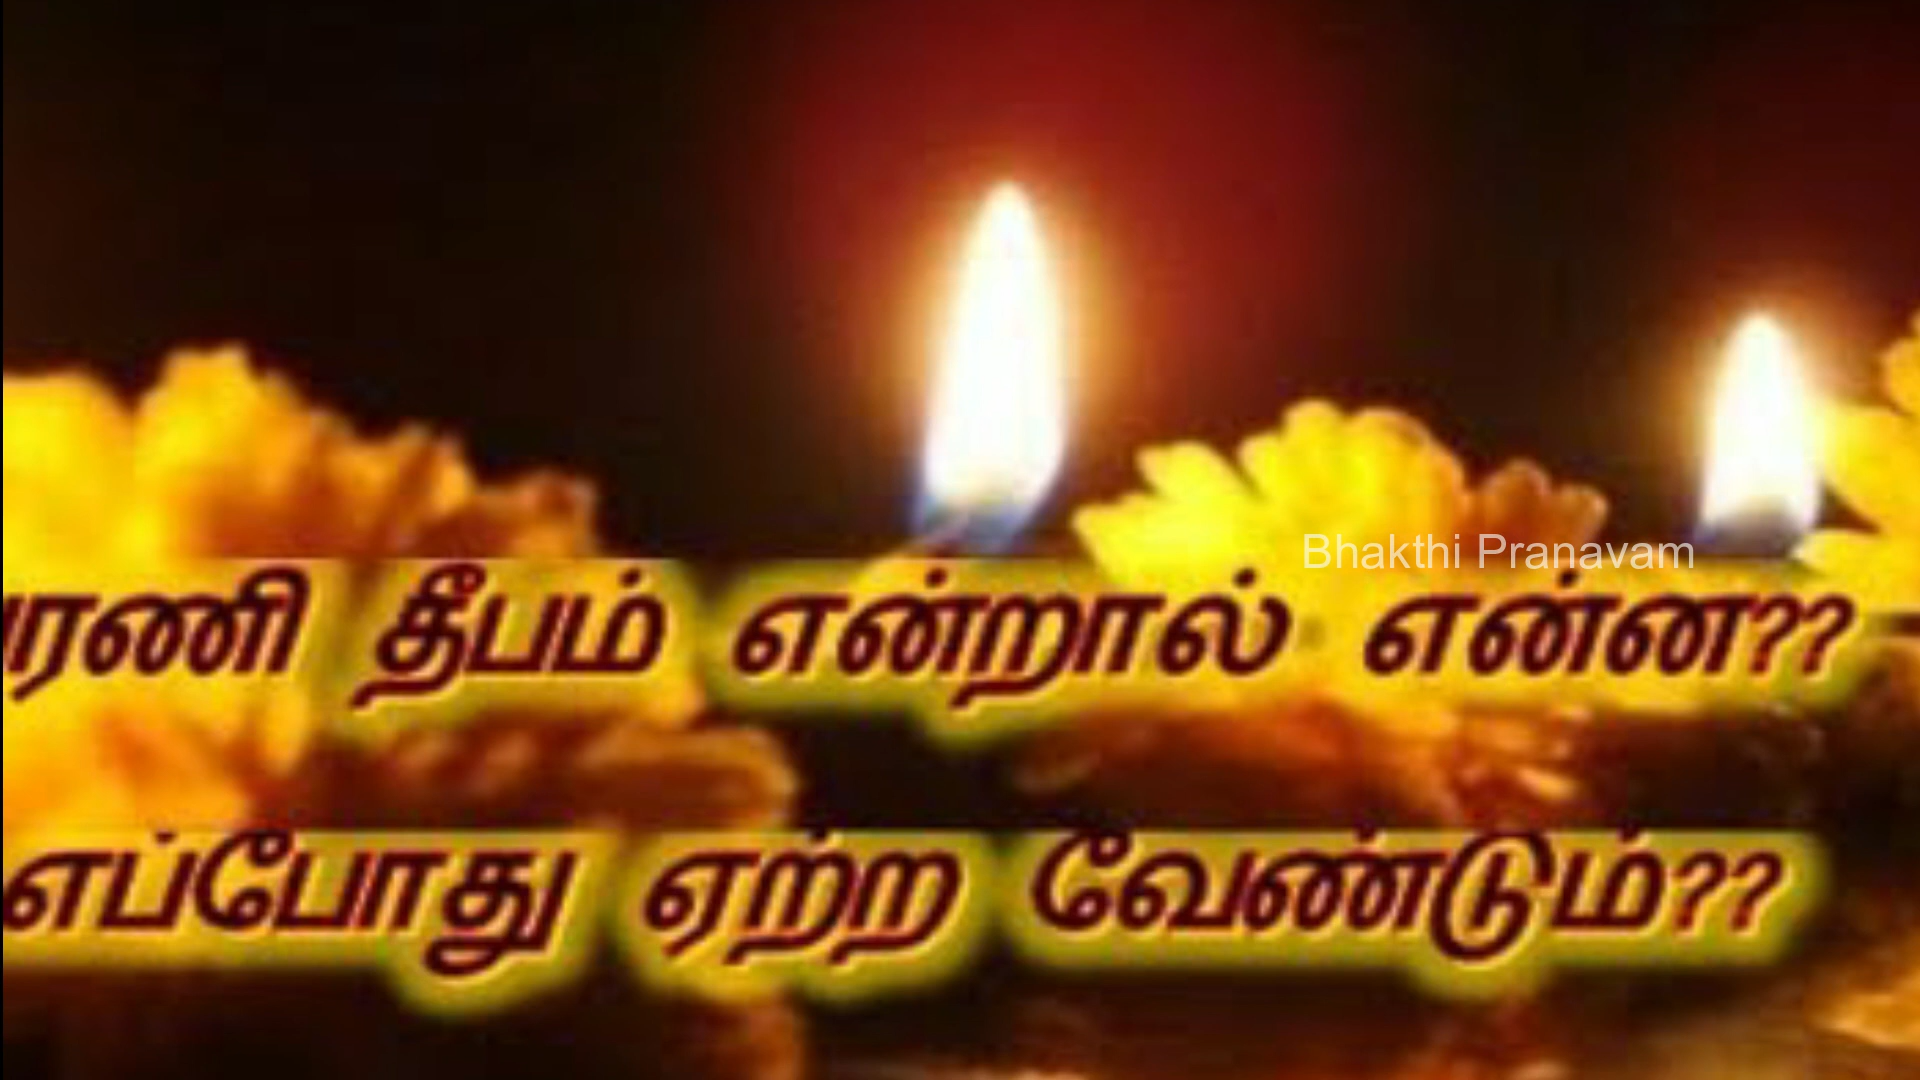 ரணி தீபம் என்றால் என்ன??
எப்போது ஏற்ற வேண்டும்??
Bhakthi Pranavam